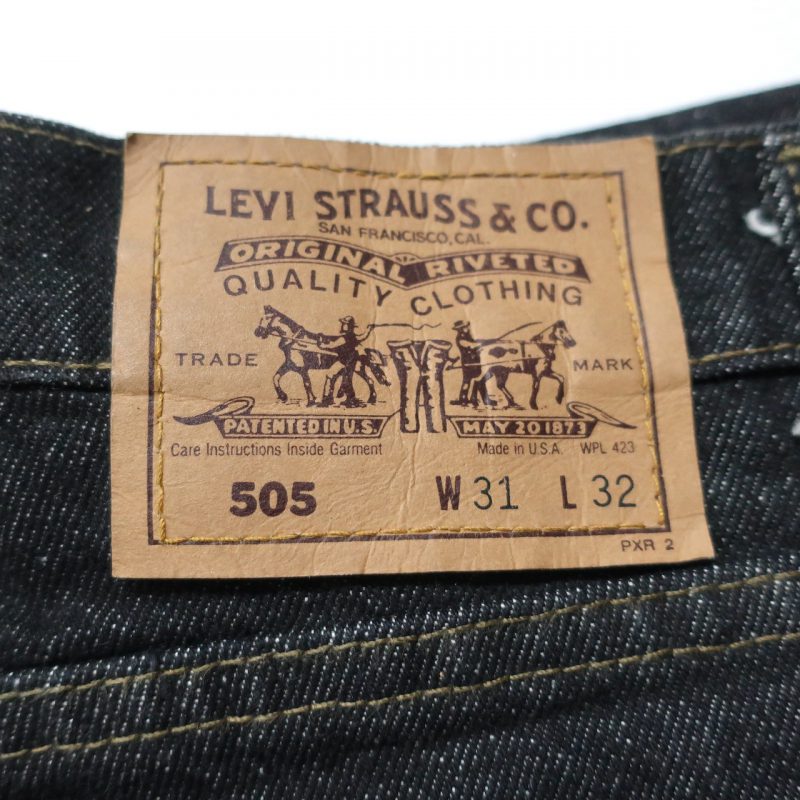 LEVI STRAUSS & CO.
SAN FRANCISCO, CAL.
ORIGINAL RIVETED
QUALITY CLOTHING
TRADE MARK
PATENTED IN U.S. MAY 20 1873
Care Instructions Inside Garment Made in U.S.A. WPL 423
505 W 31 L 32
PXR 2